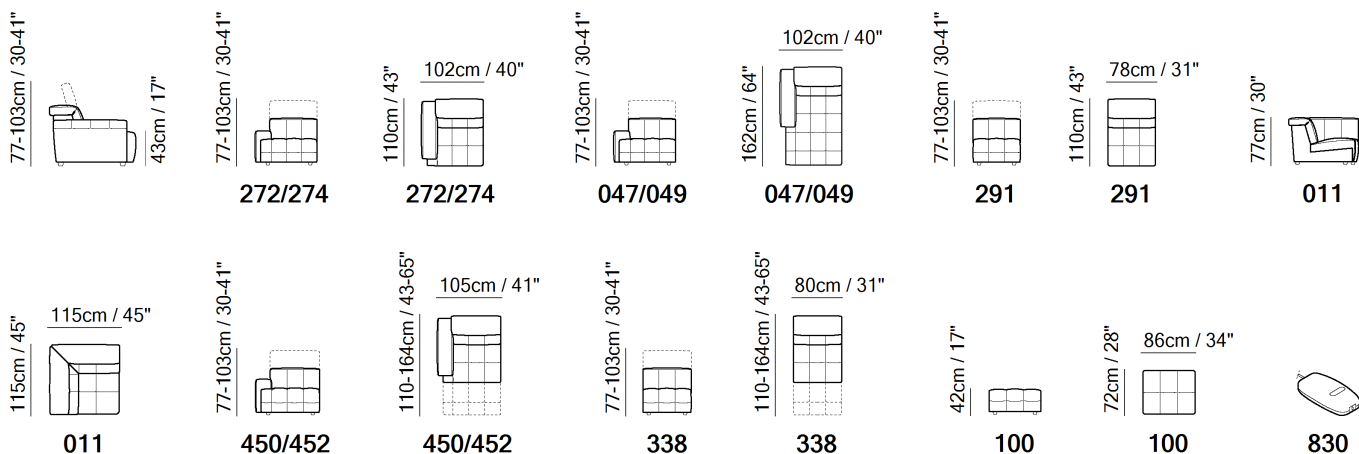 77-103cm / 30-41"
43cm / 17"
77-103cm / 30-41"
272/274
110cm / 43"
102cm / 40"
272/274
77-103cm / 30-41"
047/049
162cm / 64"
102cm / 40"
047/049
77-103cm / 30-41"
291
110cm / 43"
78cm / 31"
291
77cm / 30"
011
115cm / 45"
115cm / 45"
011
77-103cm / 30-41"
450/452
110-164cm / 43-65"
105cm / 41"
450/452
77-103cm / 30-41"
338
110-164cm / 43-65"
80cm / 31"
338
42cm / 17"
100
72cm / 28"
86cm / 34"
100
830